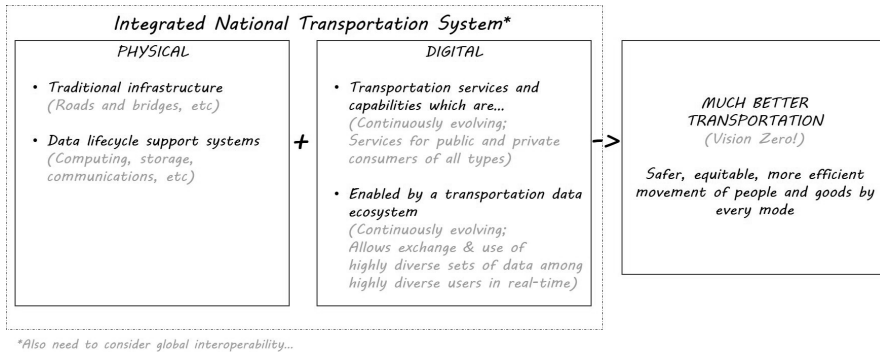 Integrated National Transportation System*
PHYSICAL
• Traditional infrastructure
(Roads and bridges, etc)
• Data lifecycle support systems
(Computing, storage,
communications, etc)
+
DIGITAL
• Transportation services and
capabilities which are...
(Continuously evolving;
Services for public and private
consumers of all types)
• Enabled by a transportation data
ecosystem
(Continuously evolving;
Allows exchange & use of
highly diverse sets of data among
highly diverse users in real-time)
->
MUCH BETTER
TRANSPORTATION
(Vision Zero!)
Safer, equitable, more efficient
movement of people and goods by
every mode
*Also need to consider global interoperability...